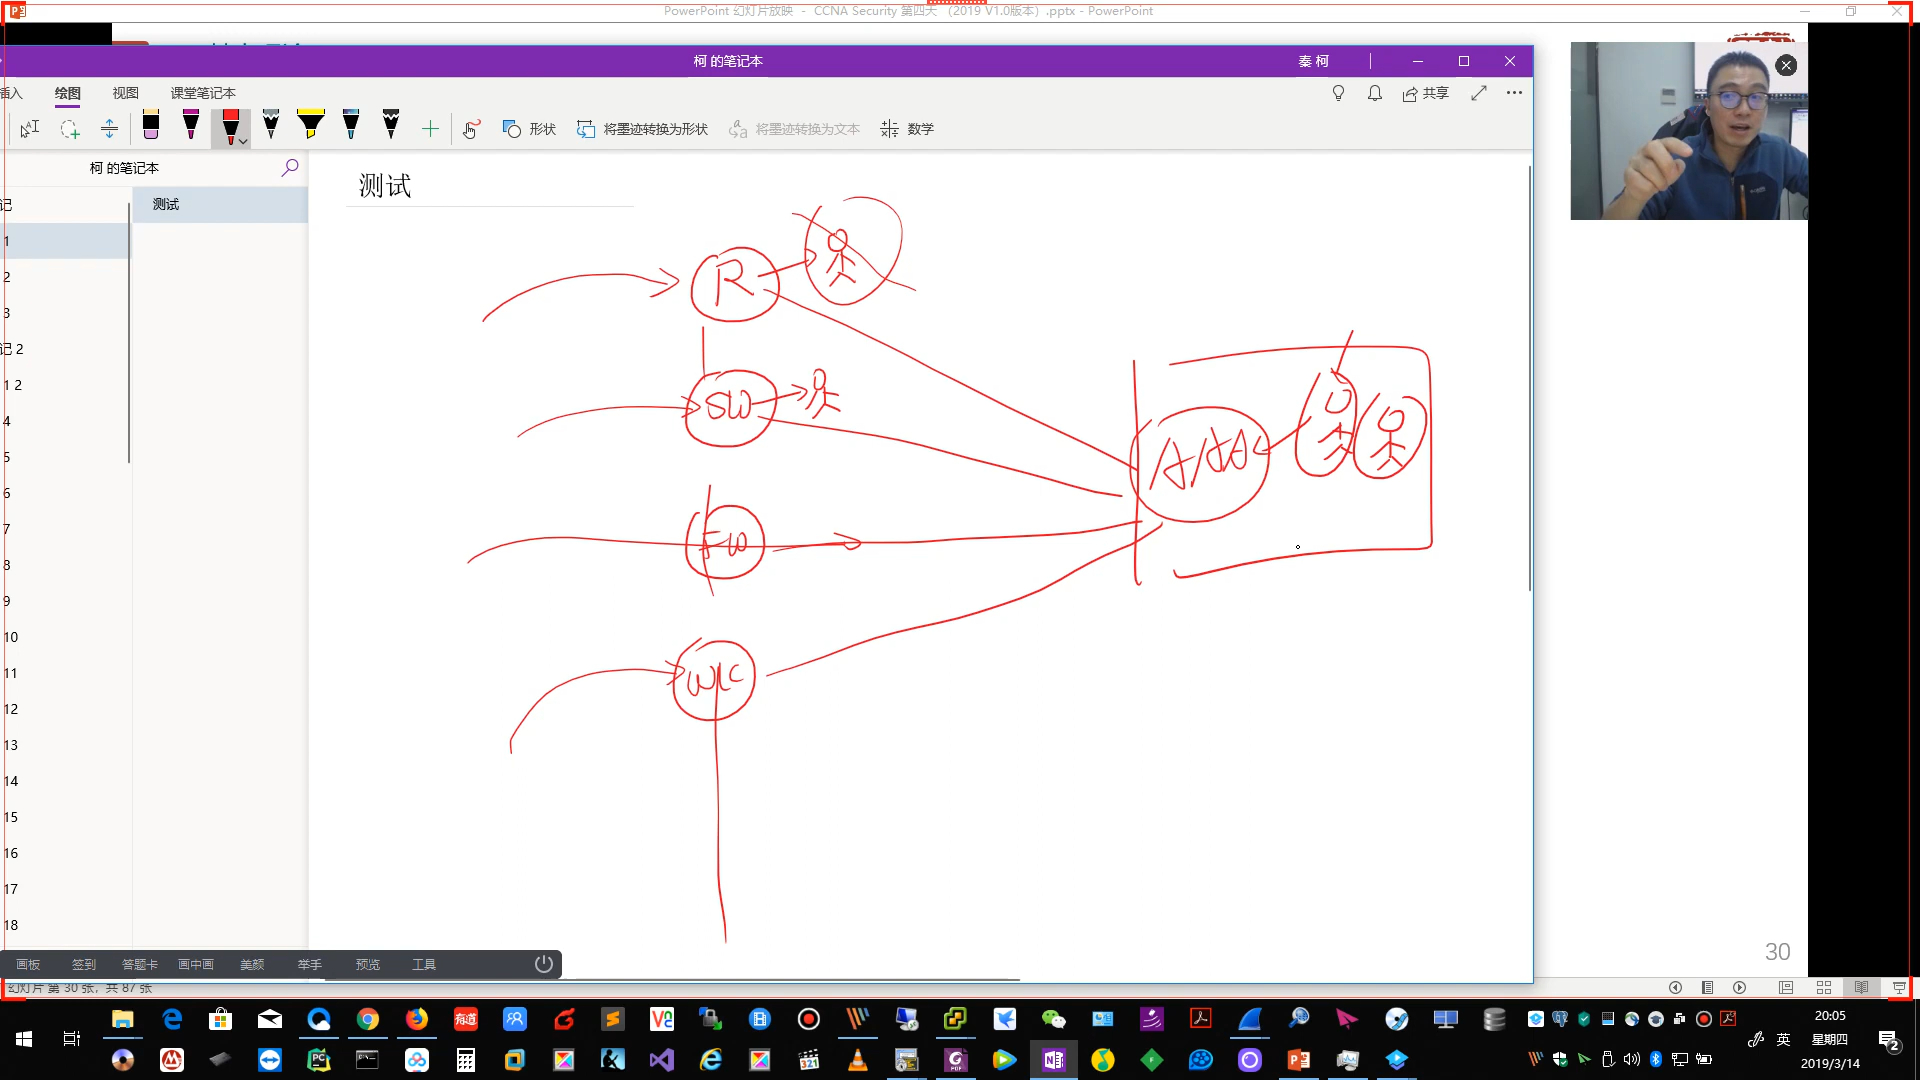 PowerPoint 幻灯片放映 - CCNA Security 第四天 （2019 V1.0版本）.pptx - PowerPoint
柯 的笔记本
秦 柯
插入
绘图
视图
课堂笔记本
共享
形状
将墨迹转换为形状
将墨迹转换为文本
数学
柯 的笔记本
记
测试
1
2
3
记 2
1 2
4
5
6
7
8
9
10
11
12
13
14
15
16
17
18
测试
R
SW
FW
WLC
AAA
30
画板
签到
答题卡
画中画
美颜
举手
预览
工具
幻灯片 第 30 张，共 87 张
有道
321
英
20:05
星期四
2019/3/14
2